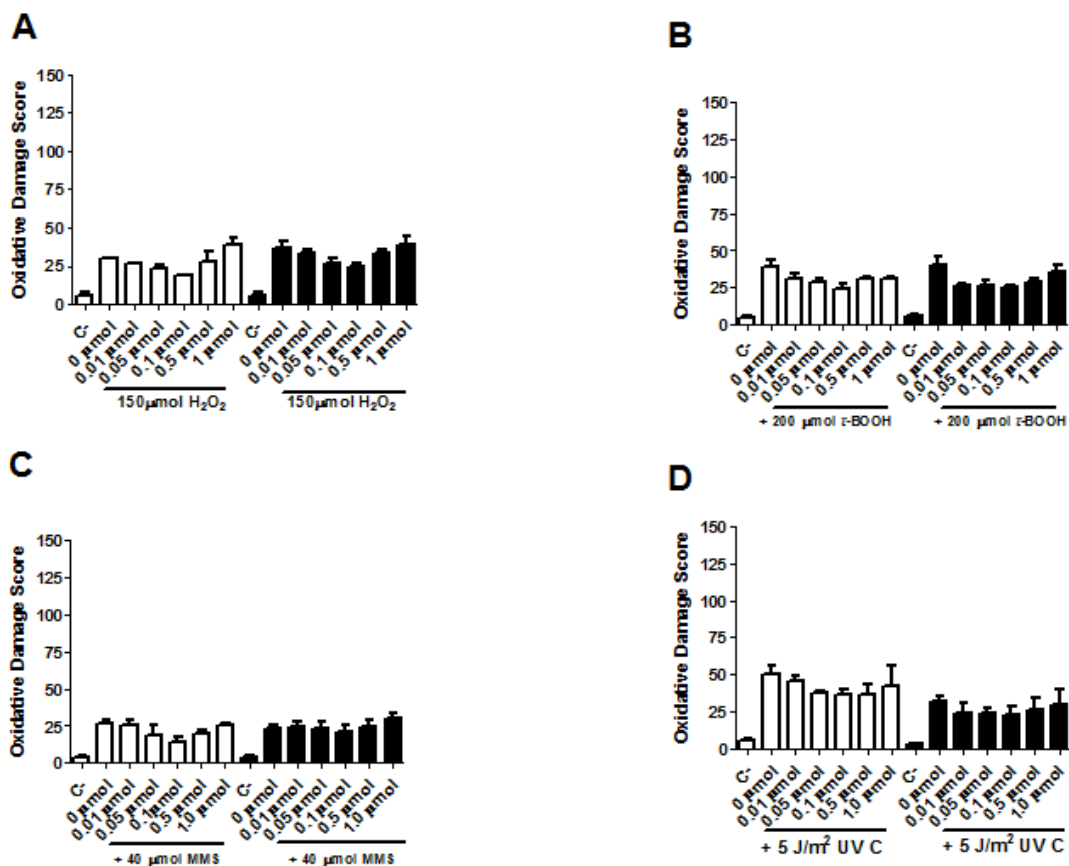 A
Oxidative Damage Score
150
125
100
75
50
25
0
C-
0 µmol
0.01 µmol
0.05 µmol
0.1 µmol
0.5 µmol
1 µmol
C-
0 µmol
0.01 µmol
0.05 µmol
0.1 µmol
0.5 µmol
1 µmol
150µmol H₂O₂
150µmol H₂O₂
B
Oxidative Damage Score
150
100
75
50
25
0
C-
0 µmol
0.01 µmol
0.05 µmol
0.1 µmol
0.5 µmol
1 µmol
C-
0 µmol
0.01 µmol
0.05 µmol
0.1 µmol
0.5 µmol
1 µmol
+ 200 µmol τ-BOOH
+ 200 µmol τ-BOOH
C
Oxidative Damage Score
150
125
100
75
50
25
0
C-
0 µmol
0.01 µmol
0.05 µmol
0.1µmol
0.5 µmol
1.0 µmol
C-
0 µmol
0.01 µmol
0.05 µmol
0.1 µmol
0.5 µmol
1.0 µmol
+ 40 µmol MMS
+ 40 µmol MMS
D
Oxidative Damage Score
150
100
75
50
25
0
C-
0 µmol
0.01 µmol
0.05 µmol
0.1 µmol
0.5 µmol
1.0 µmol
C-
0 µmol
0.01 µmol
0.05 µmol
0.1 µmol
0.5 µmol
1.0 µmol
+ 5 J/m² UV C
+ 5 J/m² UV C